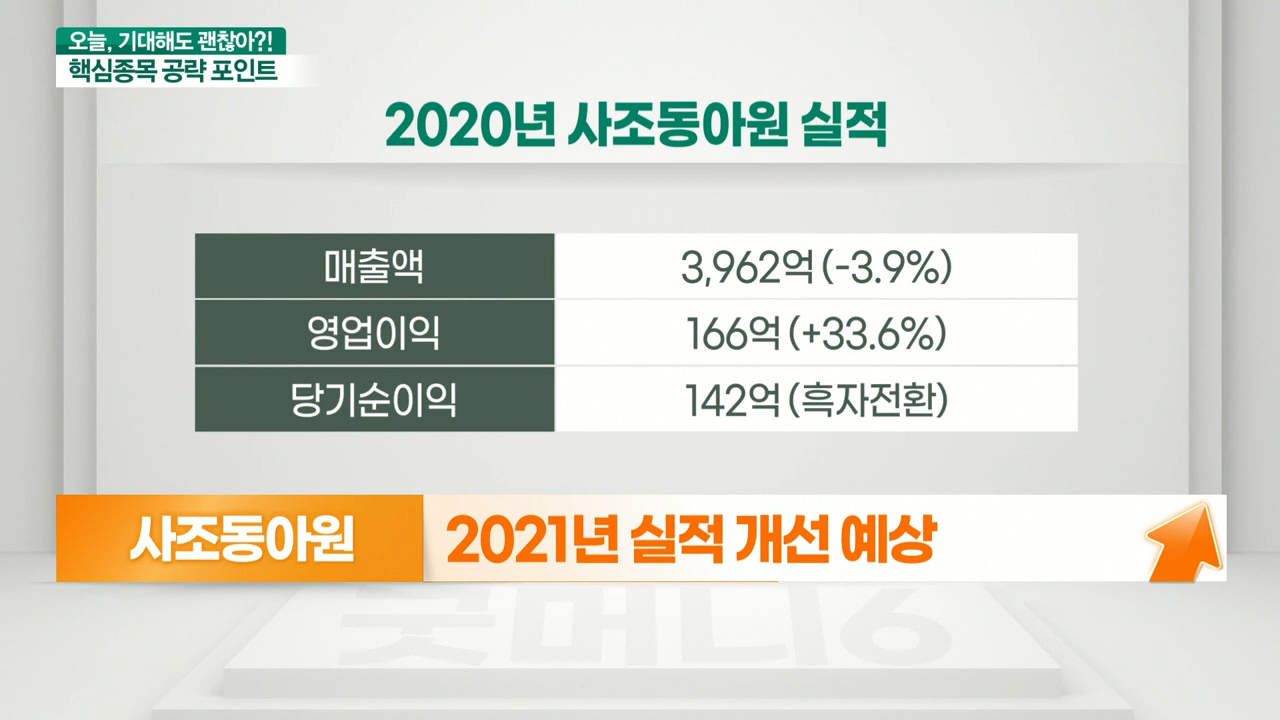 오늘, 기대해도 괜찮아?!
핵심종목 공략 포인트
2020년 사조동아원 실적
매출액 3,962억 (-3.9%)
영업이익 166억 (+33.6%)
당기순이익 142억 (흑자전환)
사조동아원 2021년 실적 개선 예상
굿머니6